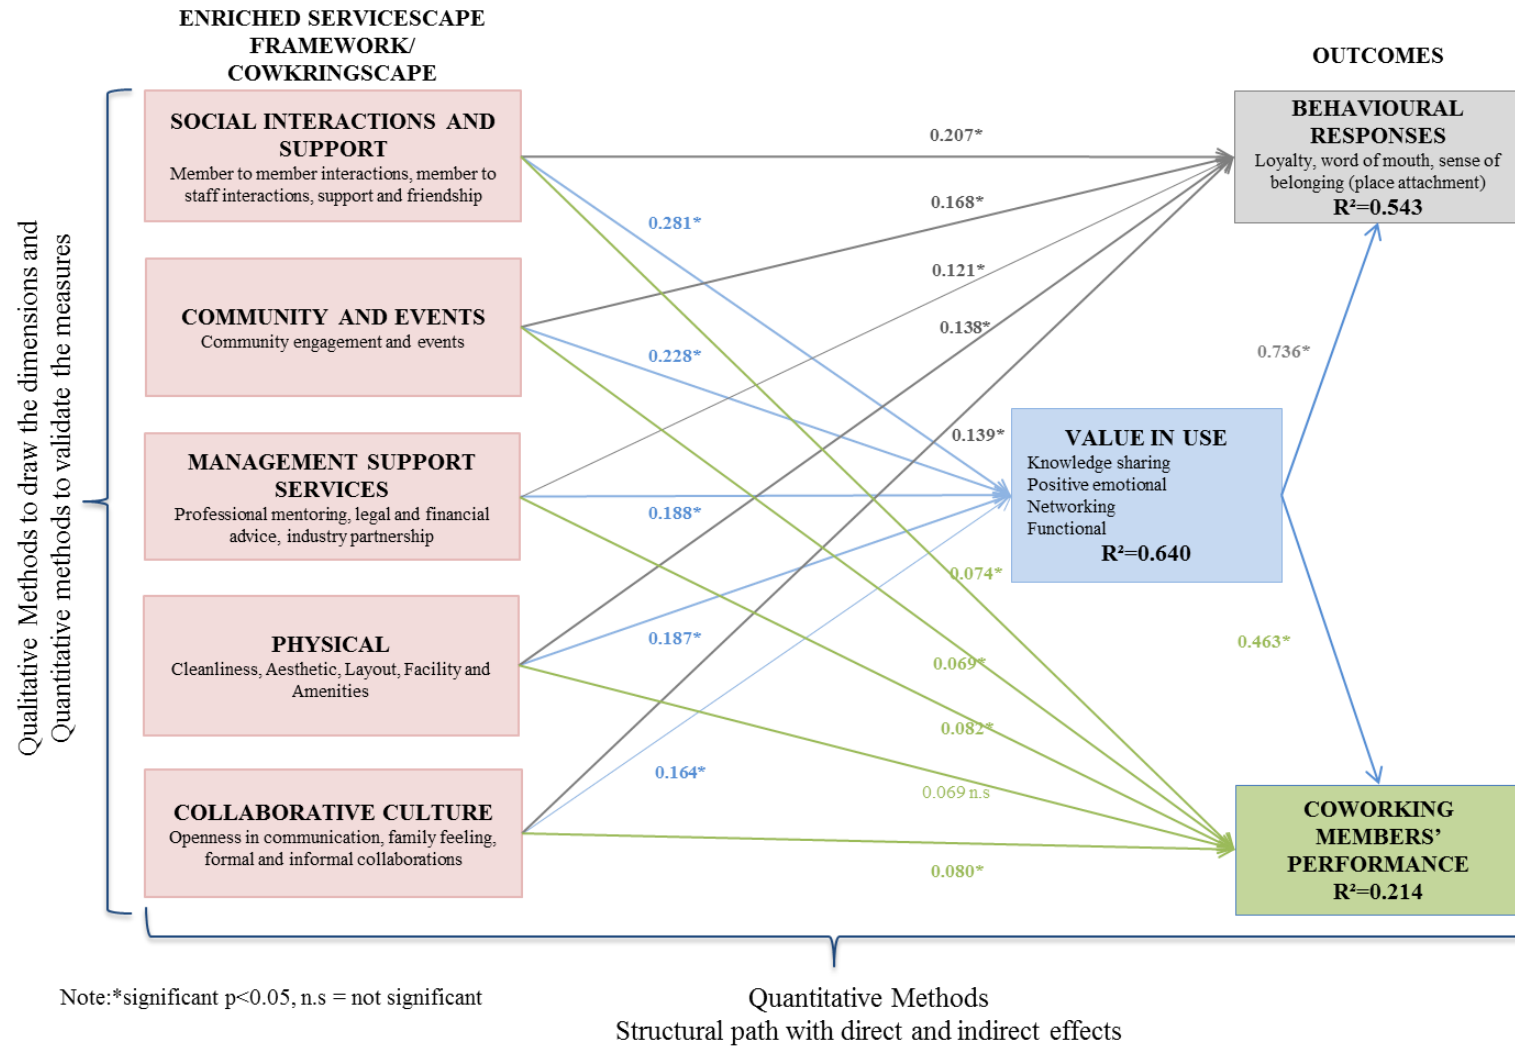 ENRICHED SERVICESCAPE
FRAMEWORK/
COWKRINGSCAPE
OUTCOMES
Qualitative Methods to draw the dimensions and
Quantitative methods to validate the measures
SOCIAL INTERACTIONS AND
SUPPORT
Member to member interactions, member to
staff interactions, support and friendship
COMMUNITY AND EVENTS
Community engagement and events
MANAGEMENT SUPPORT
SERVICES
Professional mentoring, legal and financial
advice, industry partnership
PHYSICAL
Cleanliness, Aesthetic, Layout, Facility and
Amenities
COLLABORATIVE CULTURE
Openness in communication, family feeling,
formal and informal collaborations
0.207*
0.168*
0.281*
0.121*
0.138*
0.228*
0.139*
0.188*
0.074*
0.187*
0.069*
0.082*
0.164*
0.069 n.s
0.080*
VALUE IN USE
Knowledge sharing
Positive emotional
Networking
Functional
R²=0.640
0.736*
0.463*
BEHAVIOURAL
RESPONSES
Loyalty, word of mouth, sense of
belonging (place attachment)
R²=0.543
COWORKING
MEMBERS’
PERFORMANCE
R²=0.214
Note:*significant p<0.05, n.s = not significant
Quantitative Methods
Structural path with direct and indirect effects